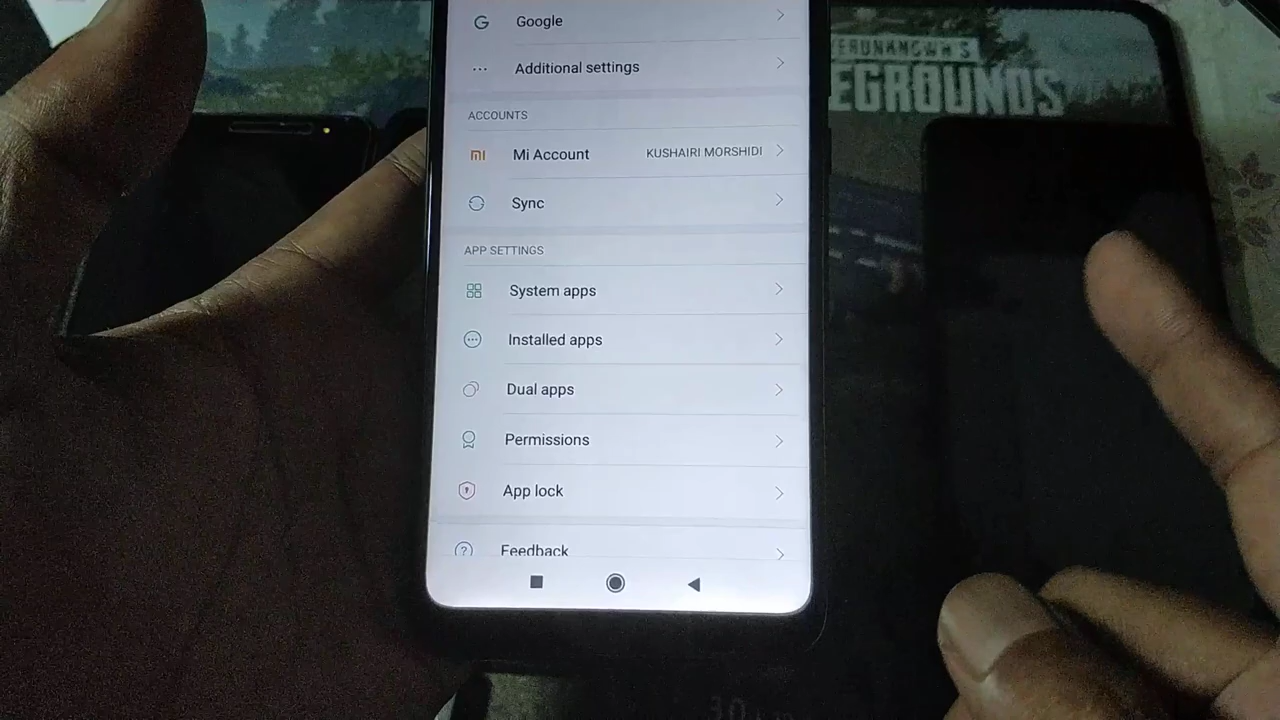 Google
Additional settings
ACCOUNTS
Mi Account KUSHAIRI MORSHIDI
Sync
APP SETTINGS
System apps
Installed apps
Dual apps
Permissions
App lock
Feedback
EGROUNDS